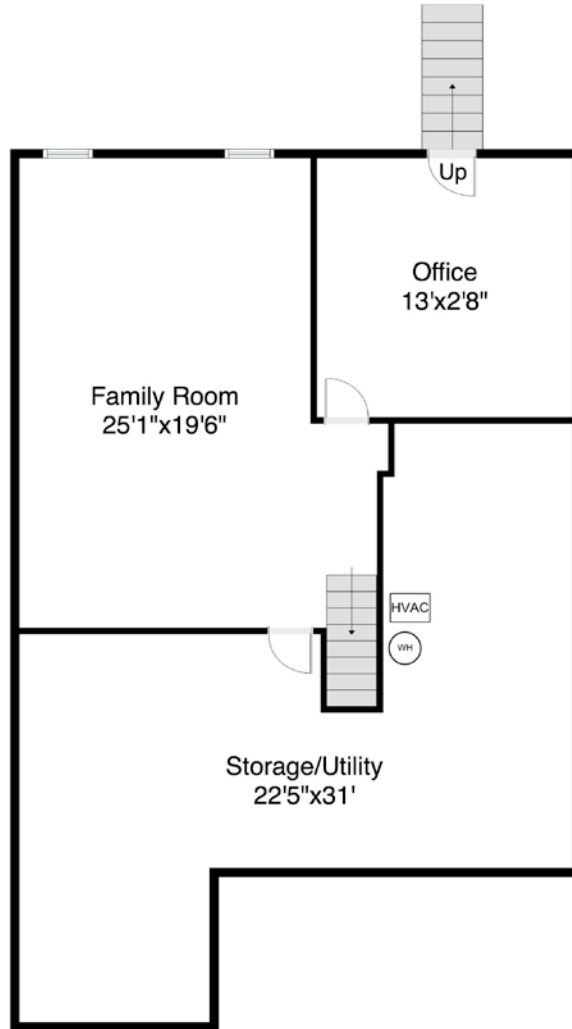 Up
Office
13'x2'8"
Family Room
25'1"x19'6"
HVAC
WH
Storage/Utility
22'5"x31'